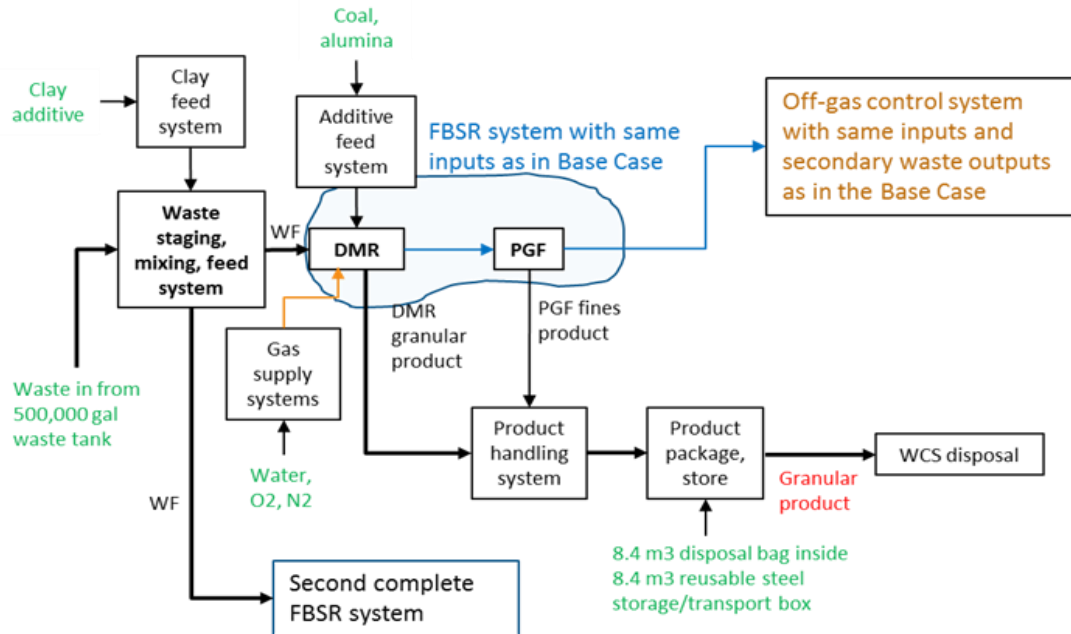 Coal,
alumina
Clay
additive
Clay
feed
system
Additive
feed
system
FBSR system with same
inputs as in Base Case
Off-gas control system
with same inputs and
secondary waste outputs
as in the Base Case
Waste
staging,
mixing, feed
system
WF
DMR
PGF
DMR
granular
product
PGF fines
product
Gas
supply
systems
Waste in from
500,000 gal
waste tank
Water,
O2, N2
Product
handling
system
Product
package,
store
Granular
product
WCS disposal
WF
8.4 m3 disposal bag inside
8.4 m3 reusable steel
storage/transport box
Second complete
FBSR system